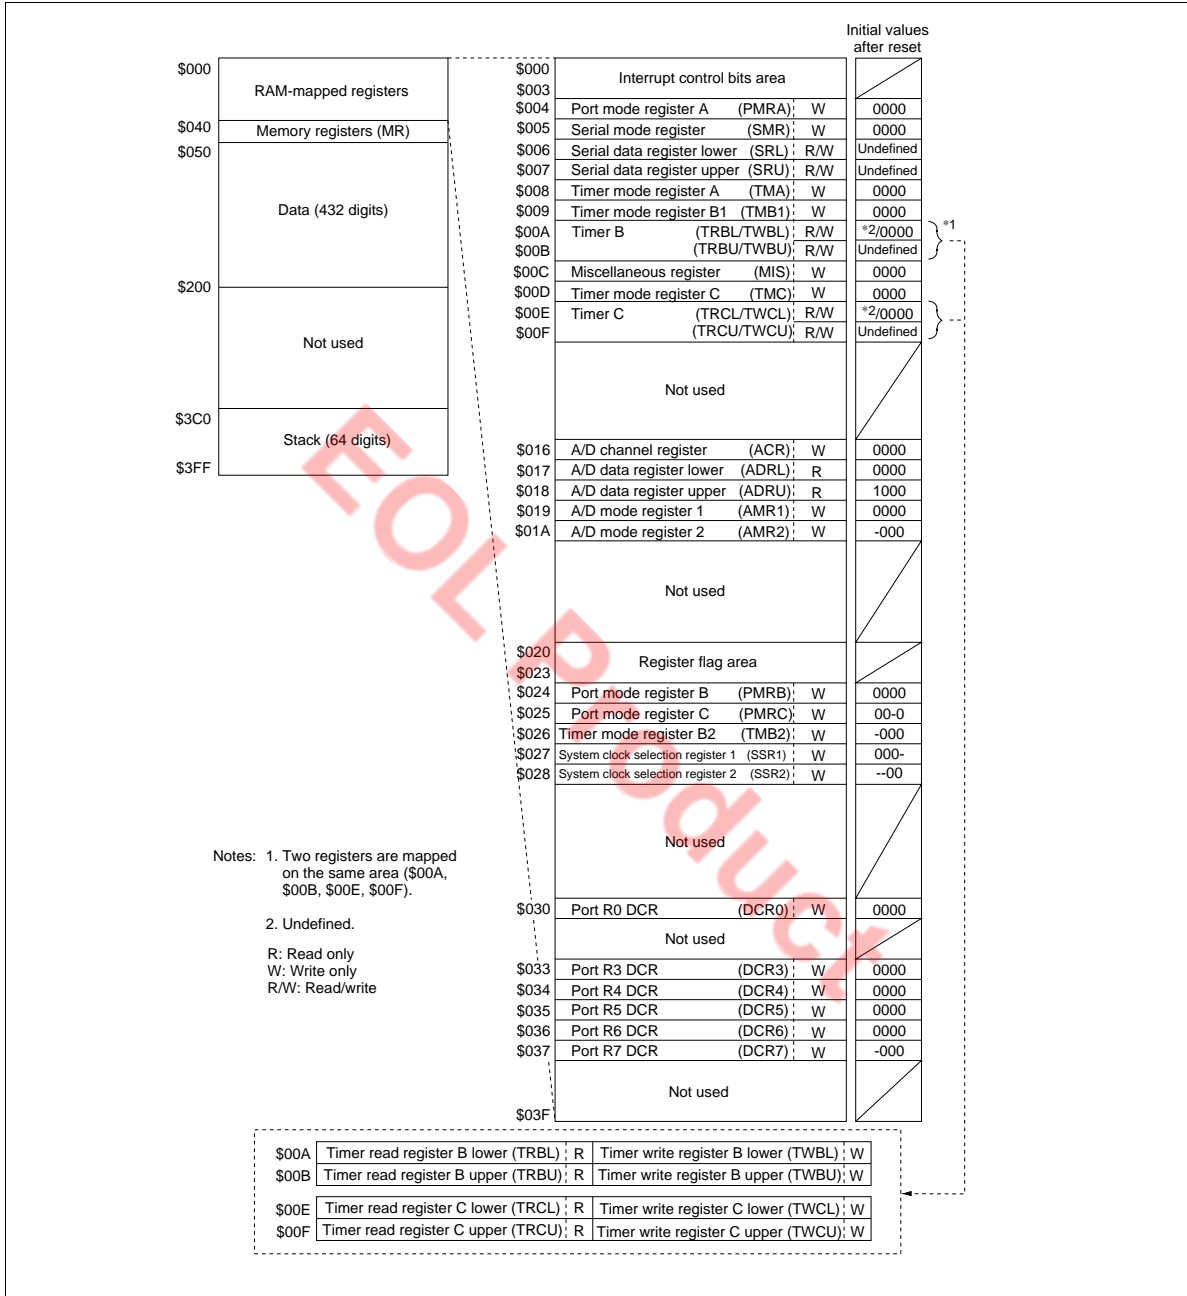 Initial values
after reset
$000
RAM-mapped registers
$040
Memory registers (MR)
$050
Data (432 digits)
$200
Not used
$3C0
Stack (64 digits)
$3FF
$000
$003
Interrupt control bits area
$004 Port mode register A (PMRA) W 0000
$005 Serial mode register (SMR) W 0000
$006 Serial data register lower (SRL) R/W Undefined
$007 Serial data register upper (SRU) R/W Undefined
$008 Timer mode register A (TMA) W 0000
$009 Timer mode register B1 (TMB1) W 0000
$00A Timer B (TRBL/TWBL) R/W *2/0000 *1
$00B (TRBU/TWBU) R/W Undefined
$00C Miscellaneous register (MIS) W 0000
$00D Timer mode register C (TMC) W 0000
$00E Timer C (TRCL/TWCL) R/W *2/0000
$00F (TRCU/TWCU) R/W Undefined
Not used
$016 A/D channel register (ACR) W 0000
$017 A/D data register lower (ADRL) R 0000
$018 A/D data register upper (ADRU) R 1000
$019 A/D mode register 1 (AMR1) W 0000
$01A A/D mode register 2 (AMR2) W -000
Not used
$020
$023
Register flag area
$024 Port mode register B (PMRB) W 0000
$025 Port mode register C (PMRC) W 00-0
$026 Timer mode register B2 (TMB2) W -000
$027 System clock selection register 1 (SSR1) W 000-
$028 System clock selection register 2 (SSR2) W --00
Not used
$030 Port R0 DCR (DCR0) W 0000
Not used
$033 Port R3 DCR (DCR3) W 0000
$034 Port R4 DCR (DCR4) W 0000
$035 Port R5 DCR (DCR5) W 0000
$036 Port R6 DCR (DCR6) W 0000
$037 Port R7 DCR (DCR7) W -000
Not used
$03F
Notes: 1. Two registers are mapped
on the same area ($00A,
$00B, $00E, $00F).
2. Undefined.
R: Read only
W: Write only
R/W: Read/write
$00A Timer read register B lower (TRBL) R Timer write register B lower (TWBL) W
$00B Timer read register B upper (TRBU) R Timer write register B upper (TWBU) W
$00E Timer read register C lower (TRCL) R Timer write register C lower (TWCL) W
$00F Timer read register C upper (TRCU) R Timer write register C upper (TWCU) W
EOL Product